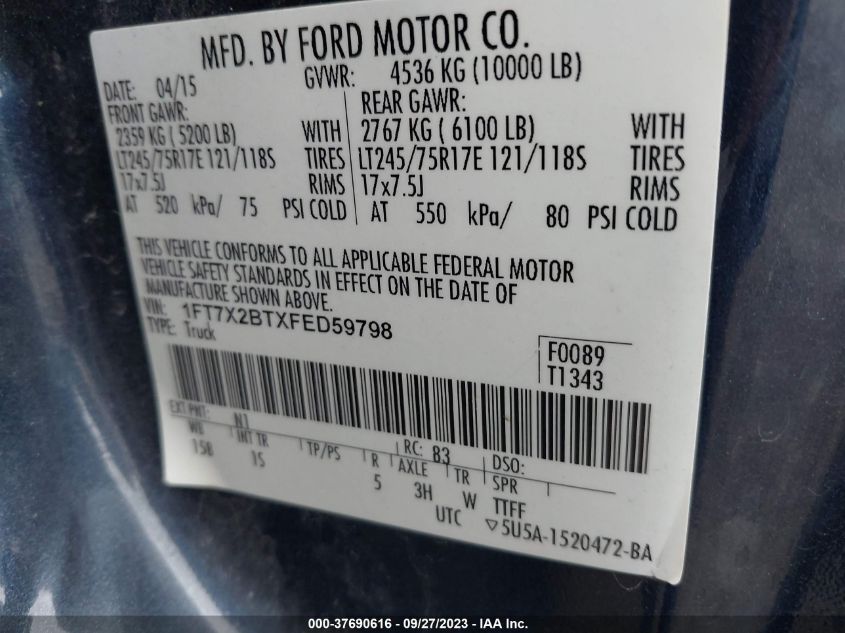 MFD. BY FORD MOTOR CO.
DATE: 04/15 GVWR: 4536 KG (10000 LB)
FRONT GAWR: REAR GAWR:
2359 KG ( 5200 LB) WITH 2767 KG ( 6100 LB) WITH
LT245/75R17E 121/118S TIRES LT245/75R17E 121/118S TIRES
17x7.5J RIMS 17x7.5J RIMS
AT 520 kPa/ 75 PSI COLD AT 550 kPa/ 80 PSI COLD
THIS VEHICLE CONFORMS TO ALL APPLICABLE FEDERAL MOTOR
VEHICLE SAFETY STANDARDS IN EFFECT ON THE DATE OF
MANUFACTURE SHOWN ABOVE.
VIN: 1FT7X2BTXFED59798
TYPE: Truck
F0089
T1343
EXT PNT: N1 RC: 83 DSO:
WB INT TR TP/PS R AXLE TR SPR
158 IS 5 3H W TTFF
UTC ▽5U5A-1520472-BA
000-37690616 - 09/27/2023 - IAA Inc.